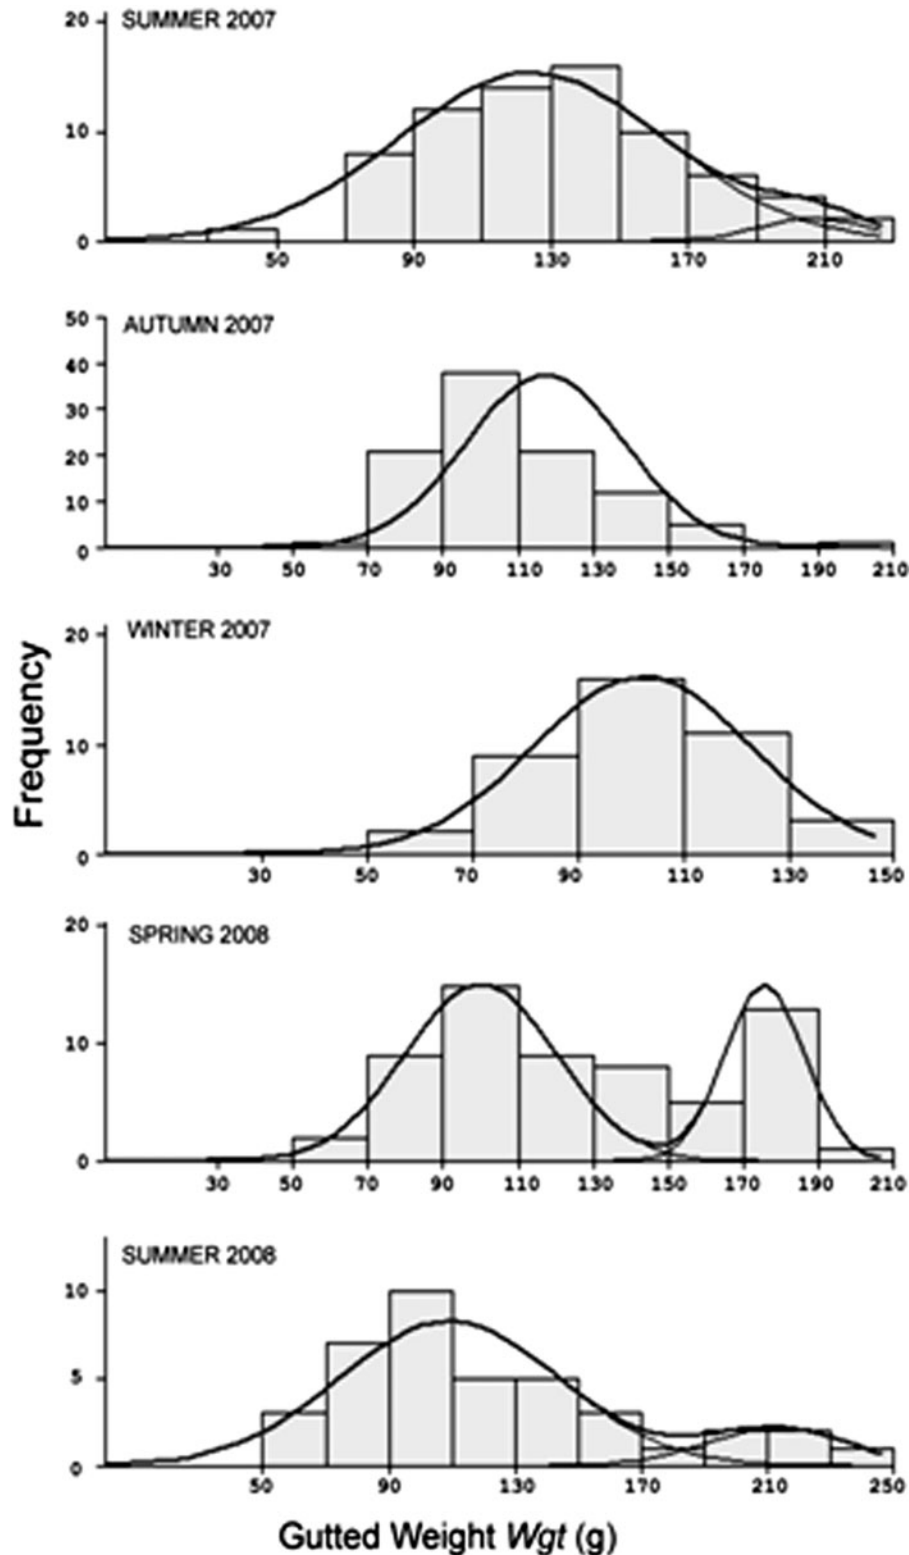 SUMMER 2007
20
10
0
50 90 130 170 210
AUTUMN 2007
50
40
30
20
10
0
30 50 70 90 110 130 150 170 190 210
Frequency
WINTER 2007
20
10
0
30 50 70 90 110 130 150
SPRING 2008
20
10
0
30 50 70 90 110 130 150 170 190 210
SUMMER 2008
10
5
0
50 90 130 170 210 250
Gutted Weight Wgt (g)